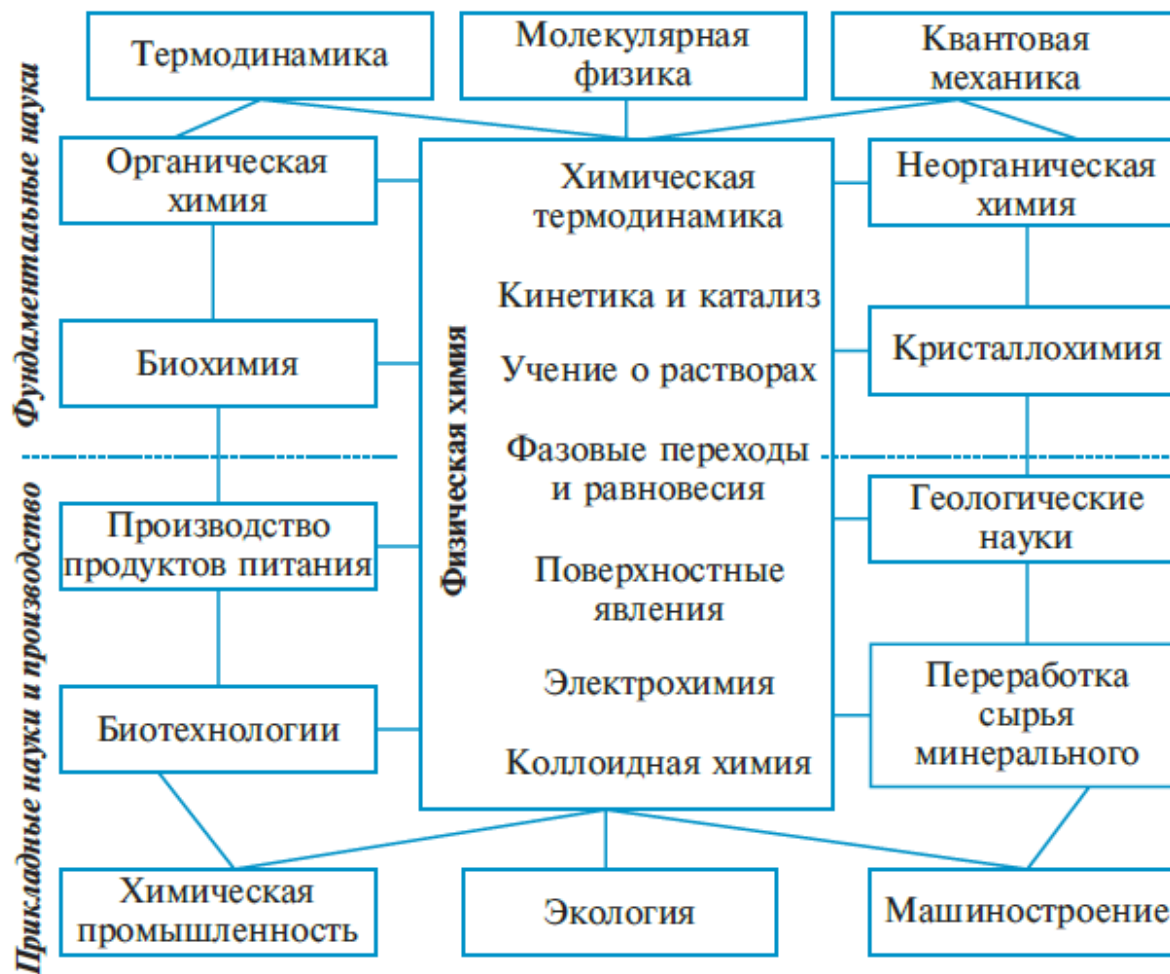 Фундаментальные науки
Термодинамика
Молекулярная
физика
Квантовая
механика
Органическая
химия
Химическая
термодинамика
Неорганическая
химия
Кинетика и катализ
Биохимия
Физическая химия
Учение о растворах
Кристаллохимия
Фазовые переходы
и равновесия
Прикладные науки и производство
Производство
продуктов питания
Геологические
науки
Поверхностные
явления
Биотехнологии
Электрохимия
Переработка
сырья
минерального
Коллоидная химия
Химическая
промышленность
Экология
Машиностроение